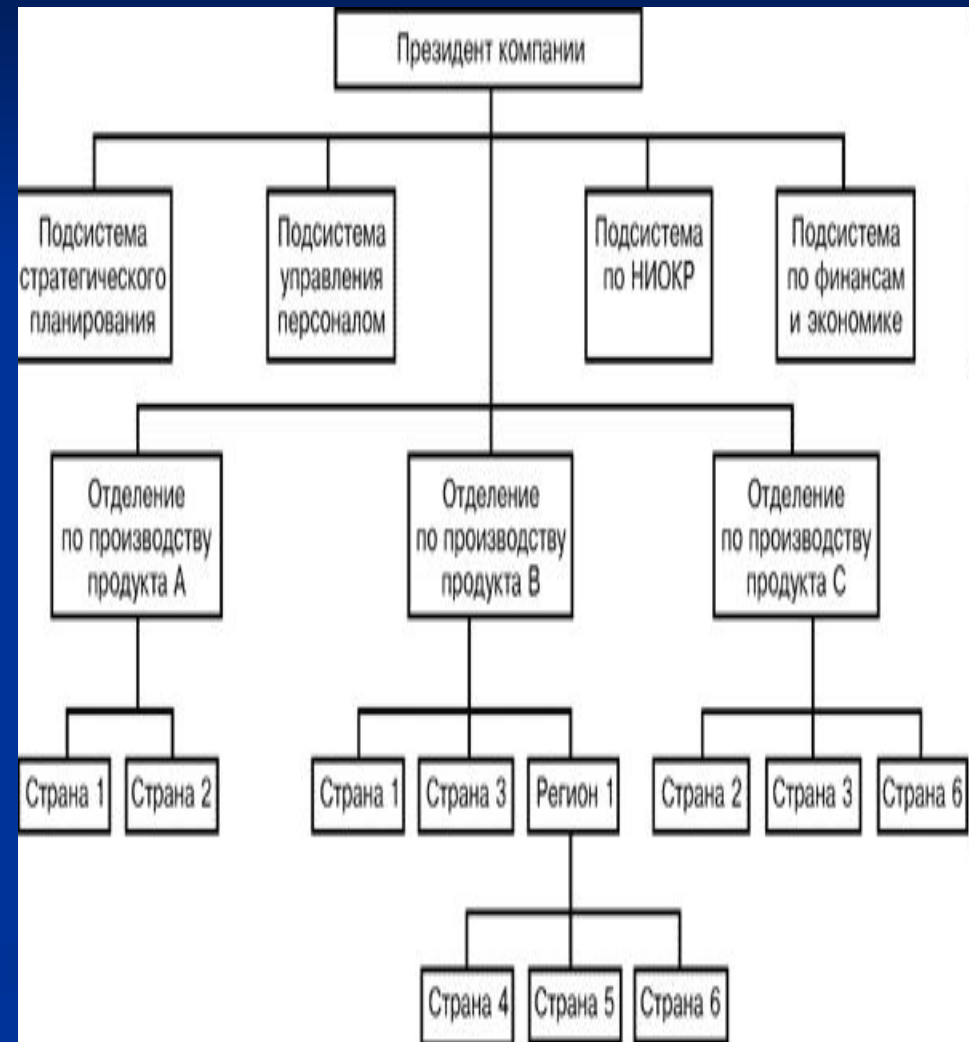 Президент компании
Подсистема
стратегического
планирования
Подсистема
управления
персоналом
Подсистема
по НИОКР
Подсистема
по финансам
и экономике
Отделение
по производству
продукта А
Отделение
по производству
продукта В
Отделение
по производству
продукта С
Страна 1
Страна 2
Страна 1
Страна 3
Регион 1
Страна 2
Страна 3
Страна 6
Страна 4
Страна 5
Страна 6